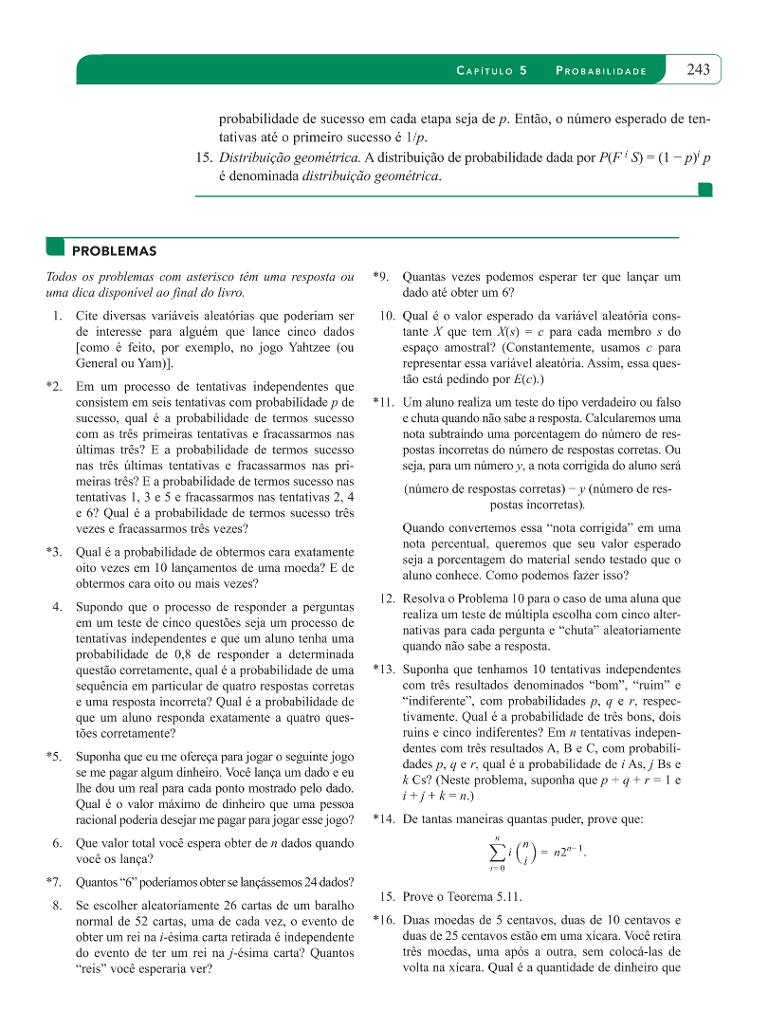 CAPÍTULO 5 PROBABILIDADE 243
probabilidade de sucesso em cada etapa seja de p. Então, o número esperado de ten-
tativas até o primeiro sucesso é 1/p.
15. Distribuição geométrica. A distribuição de probabilidade dada por P(F i S) = (1 − p)i p
é denominada distribuição geométrica.
PROBLEMAS
Todos os problemas com asterisco têm uma resposta ou
uma dica disponível ao final do livro.
1. Cite diversas variáveis aleatórias que poderiam ser
de interesse para alguém que lance cinco dados
[como é feito, por exemplo, no jogo Yahtzee (ou
General ou Yam)].
*2. Em um processo de tentativas independentes que
consistem em seis tentativas com probabilidade p de
sucesso, qual é a probabilidade de termos sucesso
com as três primeiras tentativas e fracassarmos nas
últimas três? E a probabilidade de termos sucesso
nas três últimas tentativas e fracassarmos nas pri-
meiras três? E a probabilidade de termos sucesso nas
tentativas 1, 3 e 5 e fracassarmos nas tentativas 2, 4
e 6? Qual é a probabilidade de termos sucesso três
vezes e fracassarmos três vezes?
*3. Qual é a probabilidade de obtermos cara exatamente
oito vezes em 10 lançamentos de uma moeda? E de
obtermos cara oito ou mais vezes?
4. Supondo que o processo de responder a perguntas
em um teste de cinco questões seja um processo de
tentativas independentes e que um aluno tenha uma
probabilidade de 0,8 de responder a determinada
questão corretamente, qual é a probabilidade de uma
sequência em particular de quatro respostas corretas
e uma resposta incorreta? Qual é a probabilidade de
que um aluno responda exatamente a quatro ques-
tões corretamente?
*5. Suponha que eu me ofereça para jogar o seguinte jogo
se me pagar algum dinheiro. Você lança um dado e eu
lhe dou um real para cada ponto mostrado pelo dado.
Qual é o valor máximo de dinheiro que uma pessoa
racional poderia desejar me pagar para jogar esse jogo?
6. Que valor total você espera obter de n dados quando
você os lança?
*7. Quantos “6” poderíamos obter se lançássemos 24 dados?
8. Se escolher aleatoriamente 26 cartas de um baralho
normal de 52 cartas, uma de cada vez, o evento de
obter um rei na i-ésima carta retirada é independente
do evento de ter um rei na j-ésima carta? Quantos
“reis” você esperaria ver?
*9. Quantas vezes podemos esperar ter que lançar um
dado até obter um 6?
10. Qual é o valor esperado da variável aleatória cons-
tante X que tem X(s) = c para cada membro s do
espaço amostral? (Constantemente, usamos c para
representar essa variável aleatória. Assim, essa ques-
tão está pedindo por E(c).)
*11. Um aluno realiza um teste do tipo verdadeiro ou falso
e chuta quando não sabe a resposta. Calcularemos uma
nota subtraindo uma porcentagem do número de res-
postas incorretas do número de respostas corretas. Ou
seja, para um número y, a nota corrigida do aluno será
(número de respostas corretas) − y (número de res-
postas incorretas).
Quando convertemos essa “nota corrigida” em uma
nota percentual, queremos que seu valor esperado
seja a porcentagem do material sendo testado que o
aluno conhece. Como podemos fazer isso?
12. Resolva o Problema 10 para o caso de uma aluna que
realiza um teste de múltipla escolha com cinco alter-
nativas para cada pergunta e “chuta” aleatoriamente
quando não sabe a resposta.
*13. Suponha que tenhamos 10 tentativas independentes
com três resultados denominados “bom”, “ruim” e
“indiferente”, com probabilidades p, q e r, respec-
tivamente. Qual é a probabilidade de três bons, dois
ruins e cinco indiferentes? Em n tentativas indepen-
dentes com três resultados A, B e C, com probabili-
dades p, q e r, qual é a probabilidade de i As, j Bs e
k Cs? (Neste problema, suponha que p + q + r = 1 e
i + j + k = n.)
*14. De tantas maneiras quantas puder, prove que:
n
∑ i (n i) = n2n−1.
i=0
15. Prove o Teorema 5.11.
*16. Duas moedas de 5 centavos, duas de 10 centavos e
duas de 25 centavos estão em uma xícara. Você retira
três moedas, uma após a outra, sem colocá-las de
volta na xícara. Qual é a quantidade de dinheiro que